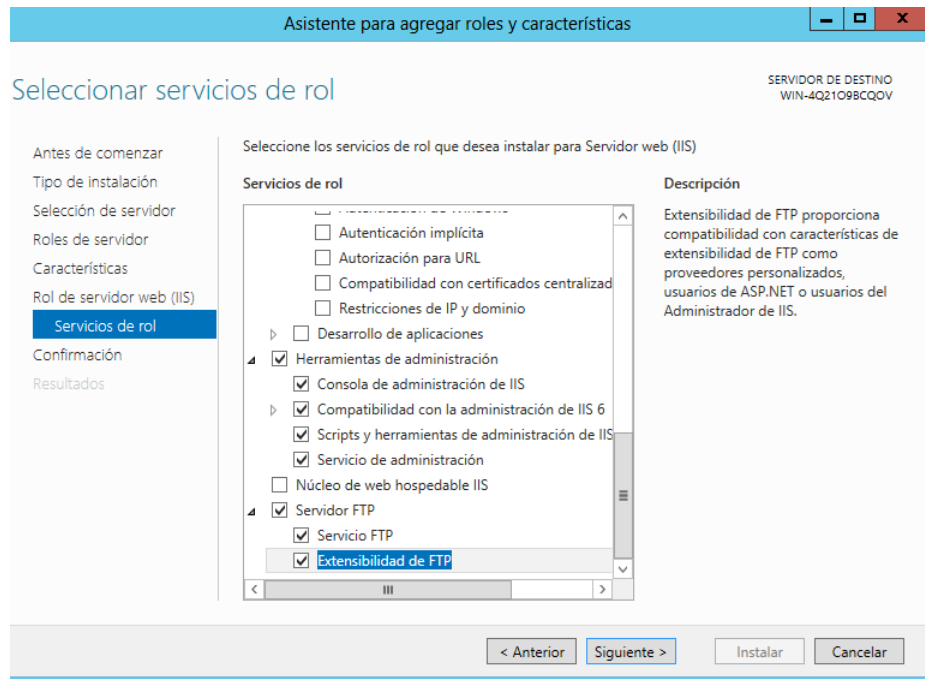 Asistente para agregar roles y características
Seleccionar servicios de rol
SERVIDOR DE DESTINO
WIN-4Q21O9BCQOV
Antes de comenzar
Tipo de instalación
Selección de servidor
Roles de servidor
Características
Rol de servidor web (IIS)
Servicios de rol
Confirmación
Resultados
Seleccione los servicios de rol que desea instalar para Servidor web (IIS)
Servicios de rol
Autenticación implícita
Autorización para URL
Compatibilidad con certificados centralizad
Restricciones de IP y dominio
Desarrollo de aplicaciones
Herramientas de administración
Consola de administración de IIS
Compatibilidad con la administración de IIS 6
Scripts y herramientas de administración de IIS
Servicio de administración
Núcleo de web hospedable IIS
Servidor FTP
Servicio FTP
Extensibilidad de FTP
Descripción
Extensibilidad de FTP proporciona
compatibilidad con características de
extensibilidad de FTP como
proveedores personalizados,
usuarios de ASP.NET o usuarios del
Administrador de IIS.
< Anterior
Siguiente >
Instalar
Cancelar